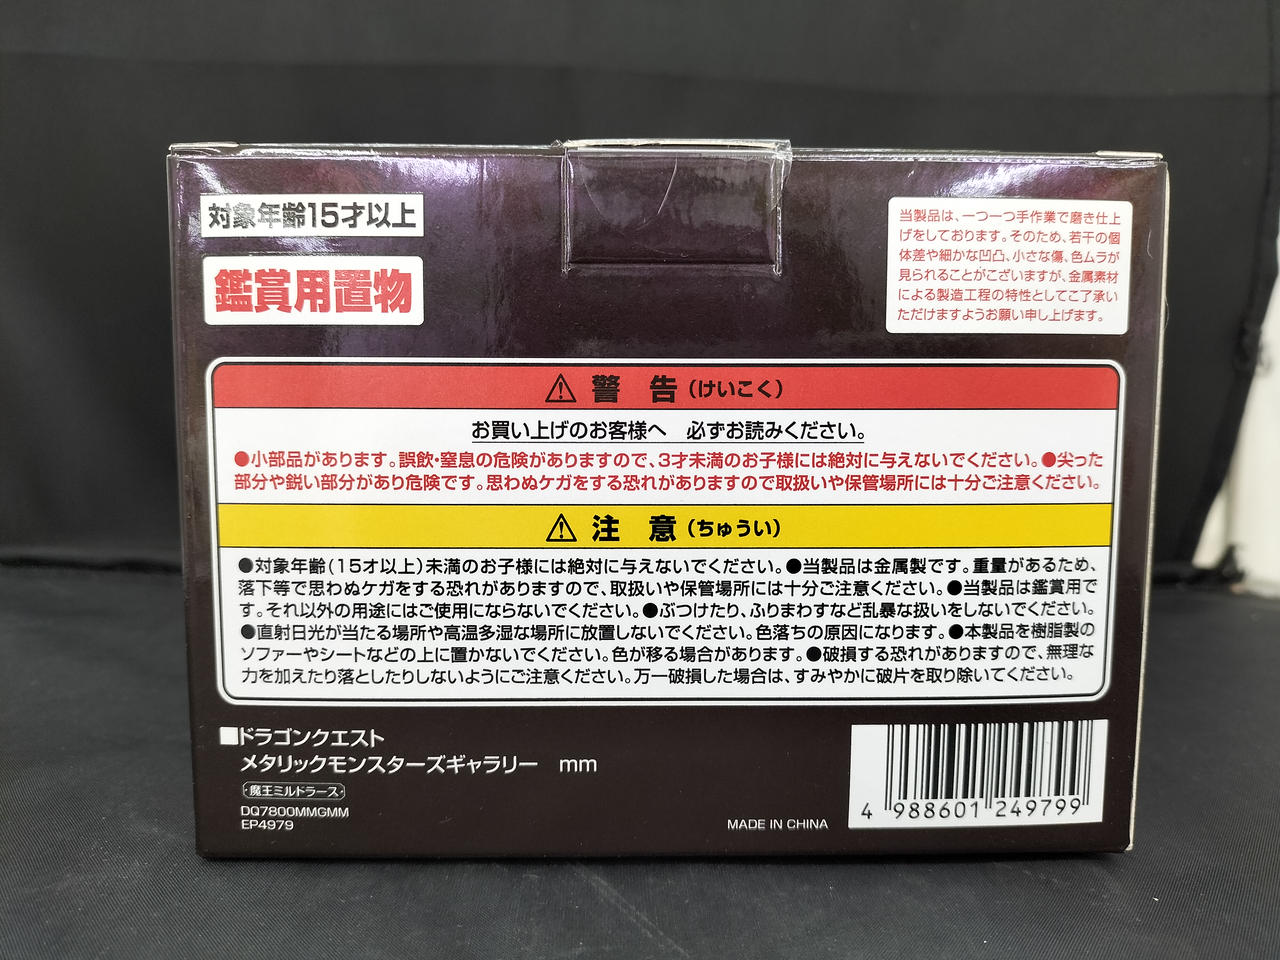 対象年齢15才以上
鑑賞用置物
当製品は、一つ一つ手作業で磨き仕上
げをしております。そのため、若干の個
体差や細かな凹凸、小さな傷、色ムラが
見られることがございますが、金属素材
による製造工程の特性としてご了承い
ただけますようお願い申し上げます。
⚠ 警 告(けいこく)
お買い上げのお客様へ 必ずお読みください。
●小部品があります。誤飲・窒息の危険がありますので、3才未満のお子様には絶対に与えないでください。●尖った
部分や鋭い部分があり危険です。思わぬケガをする恐れがありますので取扱いや保管場所には十分ご注意ください。
⚠ 注 意(ちゅうい)
●対象年齢(15才以上)未満のお子様には絶対に与えないでください。●当製品は金属製です。重量があるため、
落下等で思わぬケガをする恐れがありますので、取扱いや保管場所には十分ご注意ください。●当製品は鑑賞用で
す。それ以外の用途にはご使用にならないでください。●ぶつけたり、ふりまわすなど乱暴な扱いをしないでください。
●直射日光が当たる場所や高温多湿な場所に放置しないでください。色落ちの原因になります。●本製品を樹脂製の
ソファーやシートなどの上に置かないでください。色が移る場合があります。●破損する恐れがありますので、無理な
力を加えたり落としたりしないようにご注意ください。万一破損した場合は、すみやかに破片を取り除いてください。
■ドラゴンクエスト
メタリックモンスターズギャラリー mm
魔王ミルドラース
DQ7800MMGMM
EP4979
MADE IN CHINA
4 988601 249799